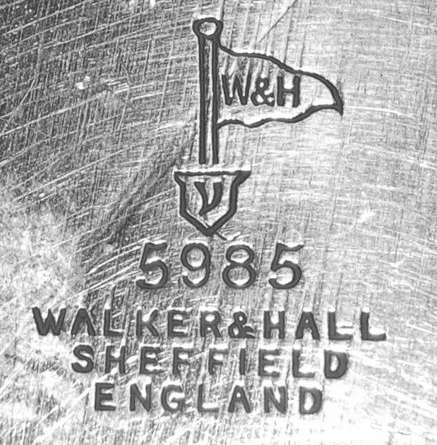 W&H
y
5985
WALKER&HALL
SHEFFIELD
ENGLAND